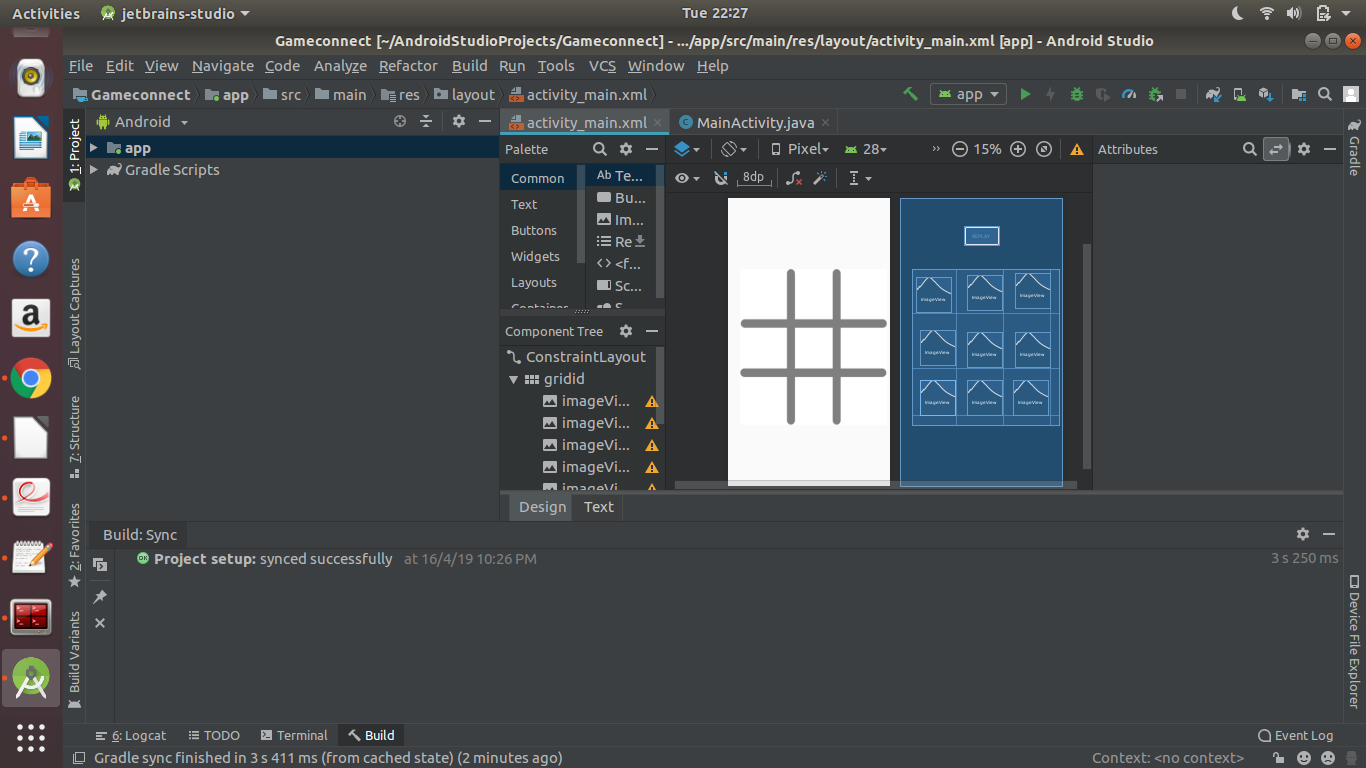 Activities jetbrains-studio Tue 22:27
Gameconnect [~/AndroidStudioProjects/Gameconnect] - .../app/src/main/res/layout/activity_main.xml [app] - Android Studio
File Edit View Navigate Code Analyze Refactor Build Run Tools VCS Window Help
Gameconnect app src main res layout activity_main.xml app
1: Project
Layout Captures
7: Structure
2: Favorites
Build Variants
Android
app
Gradle Scripts
activity_main.xml MainActivity.java
Palette
Common
Text
Buttons
Widgets
Layouts
Ab Te...
Bu...
Im...
Re
<> <f...
Sc...
Pixel 28 » 15%
8dp
Attributes
Component Tree
ConstraintLayout
gridid
imageVi...
imageVi...
imageVi...
imageVi...
imageVi...
REPLAY
ImageView ImageView ImageView
ImageView ImageView ImageView
ImageView ImageView ImageView
Design Text
Build: Sync
OK Project setup: synced successfully at 16/4/19 10:26 PM 3 s 250 ms
Gradle
Device File Explorer
6: Logcat TODO Terminal Build Event Log
Gradle sync finished in 3 s 411 ms (from cached state) (2 minutes ago) Context: <no context>